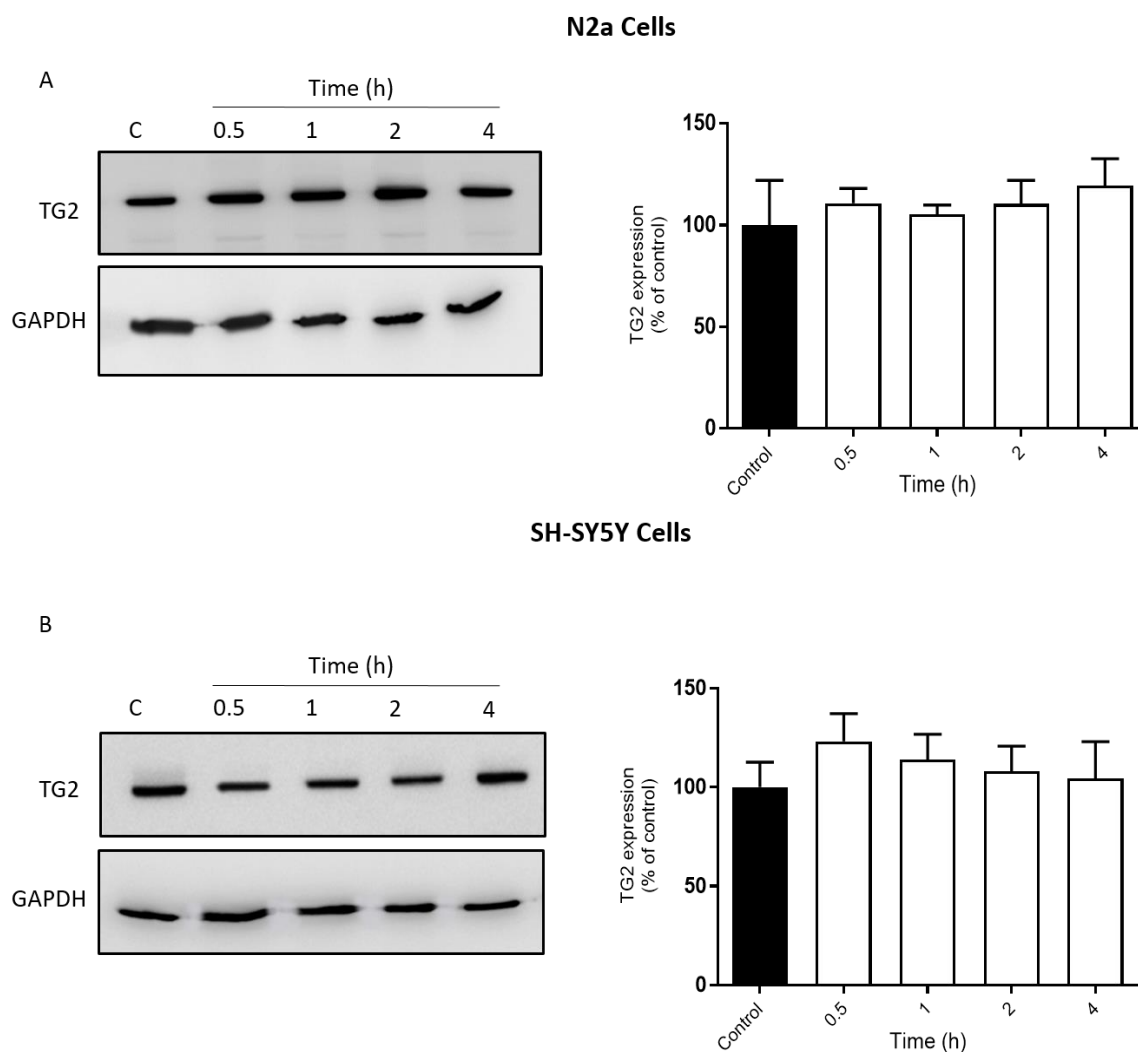 N2a Cells
A
Time (h)
C 0.5 1 2 4
TG2
GAPDH
150
100
50
0
TG2 expression
(% of control)
Control 0.5 1 2 4
Time (h)
SH-SY5Y Cells
B
Time (h)
C 0.5 1 2 4
TG2
GAPDH
150
100
50
0
TG2 expression
(% of control)
Control 0.5 1 2 4
Time (h)